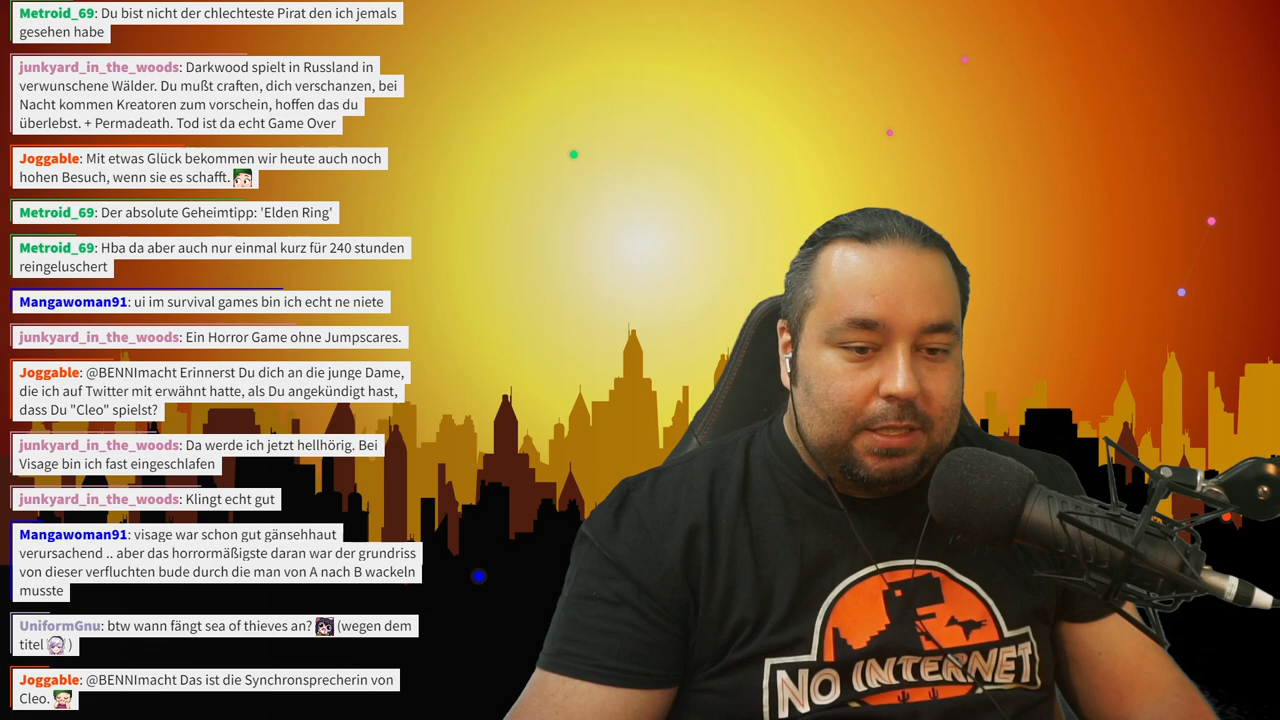 Metroid_69: Du bist nicht der chlechteste Pirat den ich jemals
gesehen habe
junkyard_in_the_woods: Darkwood spielt in Russland in
verwunschene Wälder. Du mußt craften, dich verschanzen, bei
Nacht kommen Kreatoren zum vorschein, hoffen das du
überlebst. + Permadeath. Tod ist da echt Game Over
Joggable: Mit etwas Glück bekommen wir heute auch noch
hohen Besuch, wenn sie es schafft.
Metroid_69: Der absolute Geheimtipp: 'Elden Ring'
Metroid_69: Hba da aber auch nur einmal kurz für 240 stunden
reingeluschert
Mangawoman91: ui im survival games bin ich echt ne niete
junkyard_in_the_woods: Ein Horror Game ohne Jumpscares.
Joggable: @BENNImacht Erinnerst Du dich an die junge Dame,
die ich auf Twitter mit erwähnt hatte, als Du angekündigt hast,
dass Du "Cleo" spielst?
junkyard_in_the_woods: Da werde ich jetzt hellhörig. Bei
Visage bin ich fast eingeschlafen
junkyard_in_the_woods: Klingt echt gut
Mangawoman91: visage war schon gut gänsehhaut
verursachend .. aber das horrormäßigste daran war der grundriss
von dieser verfluchten bude durch die man von A nach B wackeln
musste
UniformGnu: btw wann fängt sea of thieves an? (wegen dem
titel )
Joggable: @BENNImacht Das ist die Synchronsprecherin von
Cleo.
NO INTERNET